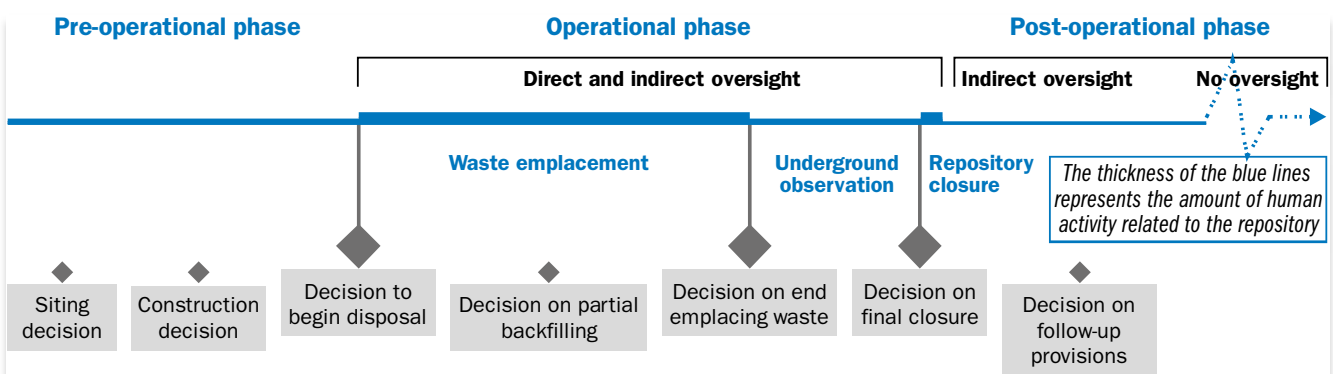 Pre-operational phase
Operational phase
Post-operational phase
Direct and indirect oversight
Indirect oversight
No oversight
Waste emplacement
Underground
observation
Repository
closure
The thickness of the blue lines
represents the amount of human
activity related to the repository
Siting
decision
Construction
decision
Decision to
begin disposal
Decision on partial
backfilling
Decision on end
emplacing waste
Decision on
final closure
Decision on
follow-up
provisions